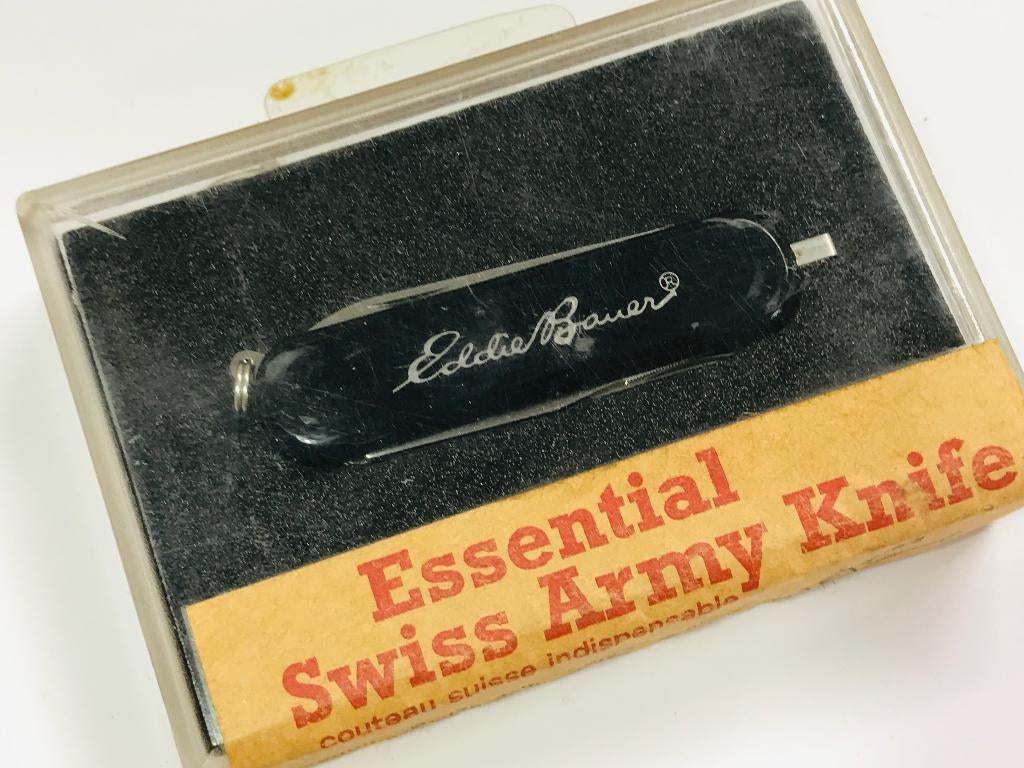 Eddie Bauer®
Essential
Swiss Army Knife
couteau suisse indispensable